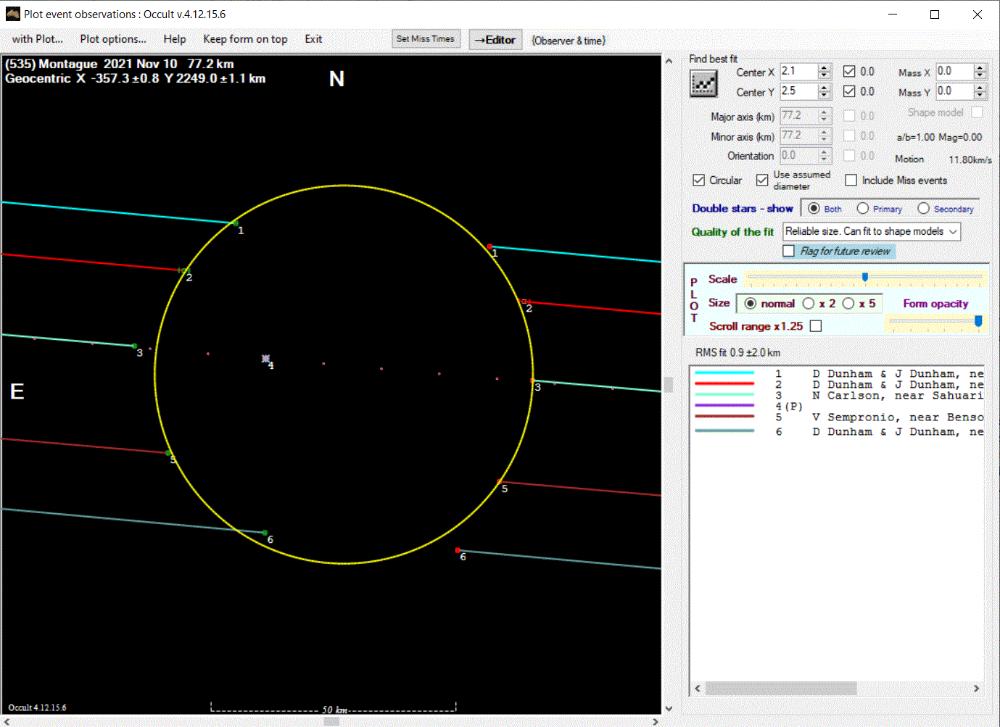 Plot event observations : Occult v.4.12.15.6
with Plot... Plot options... Help Keep form on top Exit Set Miss Times →Editor {Observer & time}
(535) Montague 2021 Nov 10 77.2 km
Geocentric X -357.3 ±0.8 Y 2249.0 ±1.1 km
N
E
1
1
2
2
3
3
4
5
5
6
6
Occult 4.12.15.6
50 km
Find best fit
Center X 2.1 0.0 Mass X 0.0
Center Y 2.5 0.0 Mass Y 0.0
Major axis (km) 77.2 0.0 Shape model
Minor axis (km) 77.2 0.0 a/b=1.00 Mag=0.00
Orientation 0.0 0.0 Motion 11.80km/s
Circular Use assumed diameter Include Miss events
Double stars - show Both Primary Secondary
Quality of the fit Reliable size. Can fit to shape models
Flag for future review
PLOT
Scale
Size normal x 2 x 5 Form opacity
Scroll range x1.25
RMS fit 0.9 ±2.0 km
1 D Dunham & J Dunham, ne
2 D Dunham & J Dunham, ne
3 N Carlson, near Sahuari
4(P)
5 V Sempronio, near Benso
6 D Dunham & J Dunham, ne